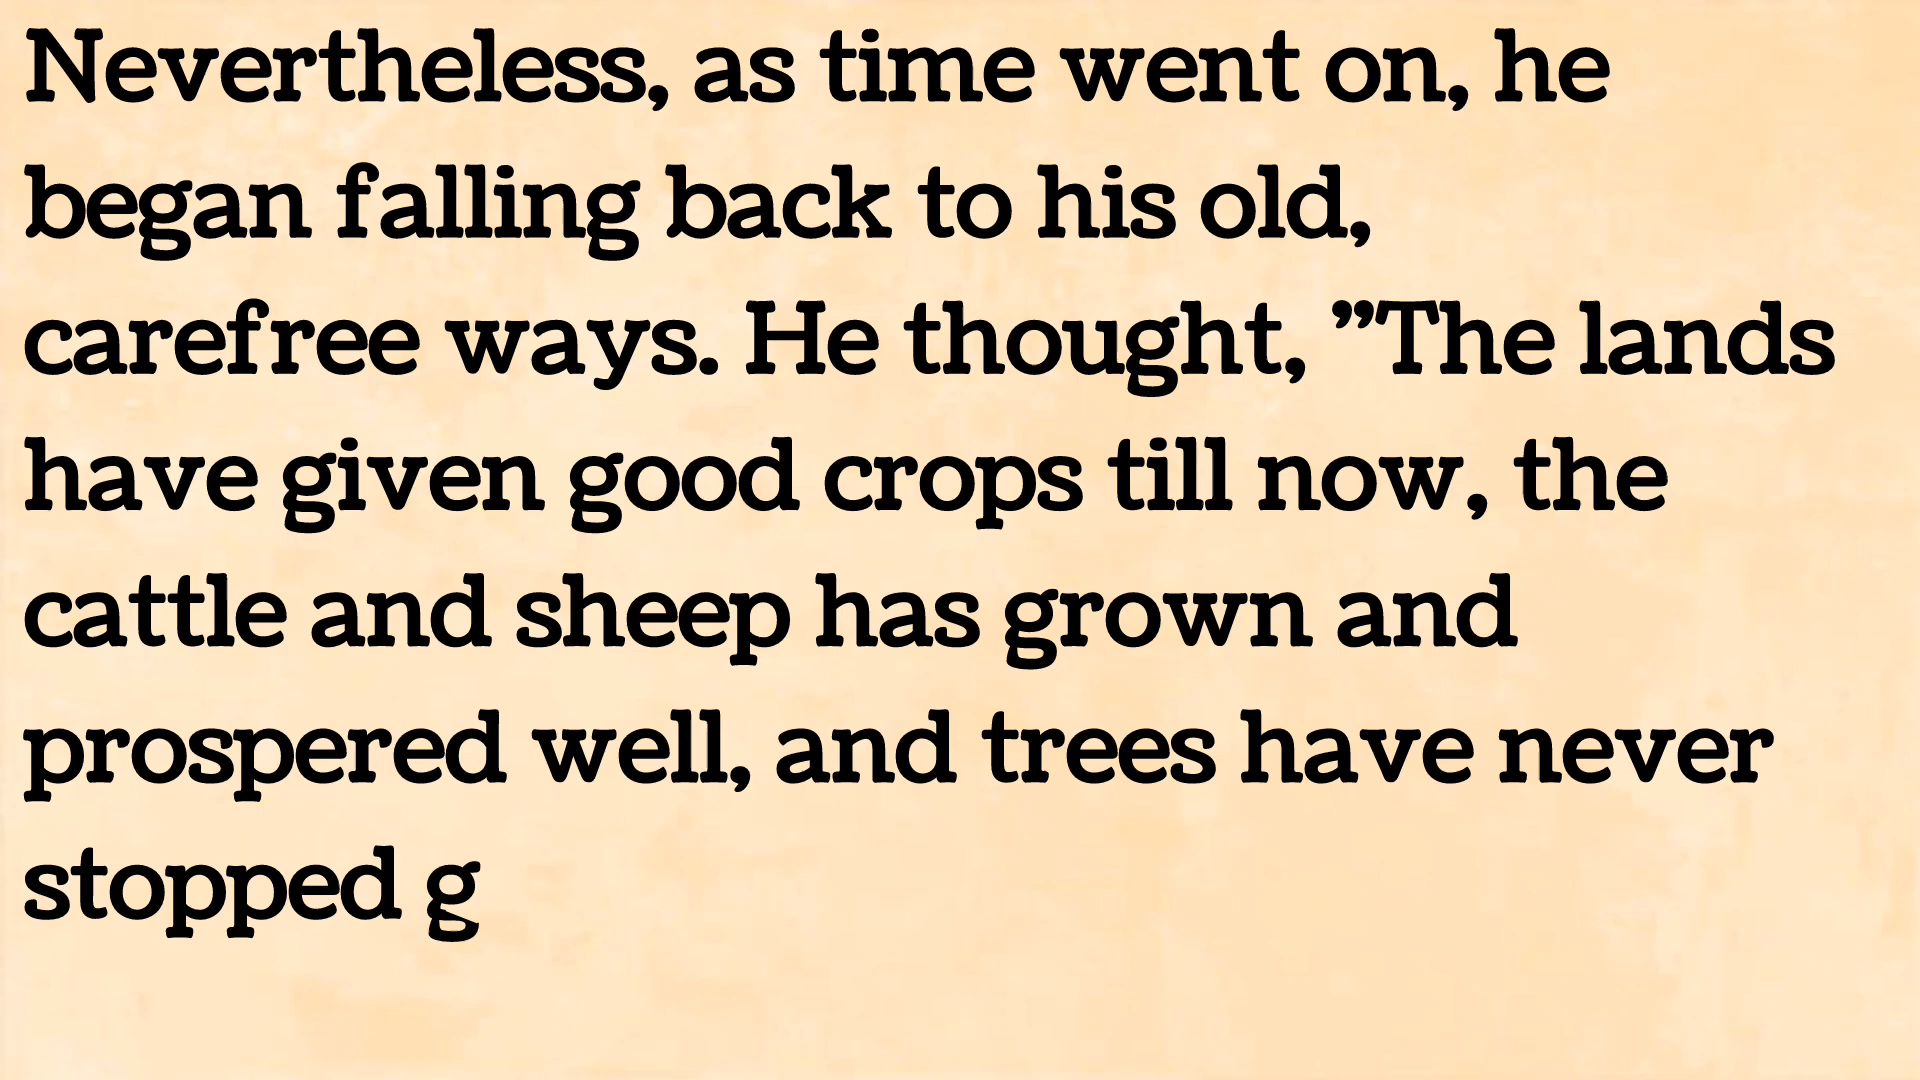 Nevertheless, as time went on, he
began falling back to his old,
carefree ways. He thought, ”The lands
have given good crops till now, the
cattle and sheep has grown and
prospered well, and trees have never
stopped g